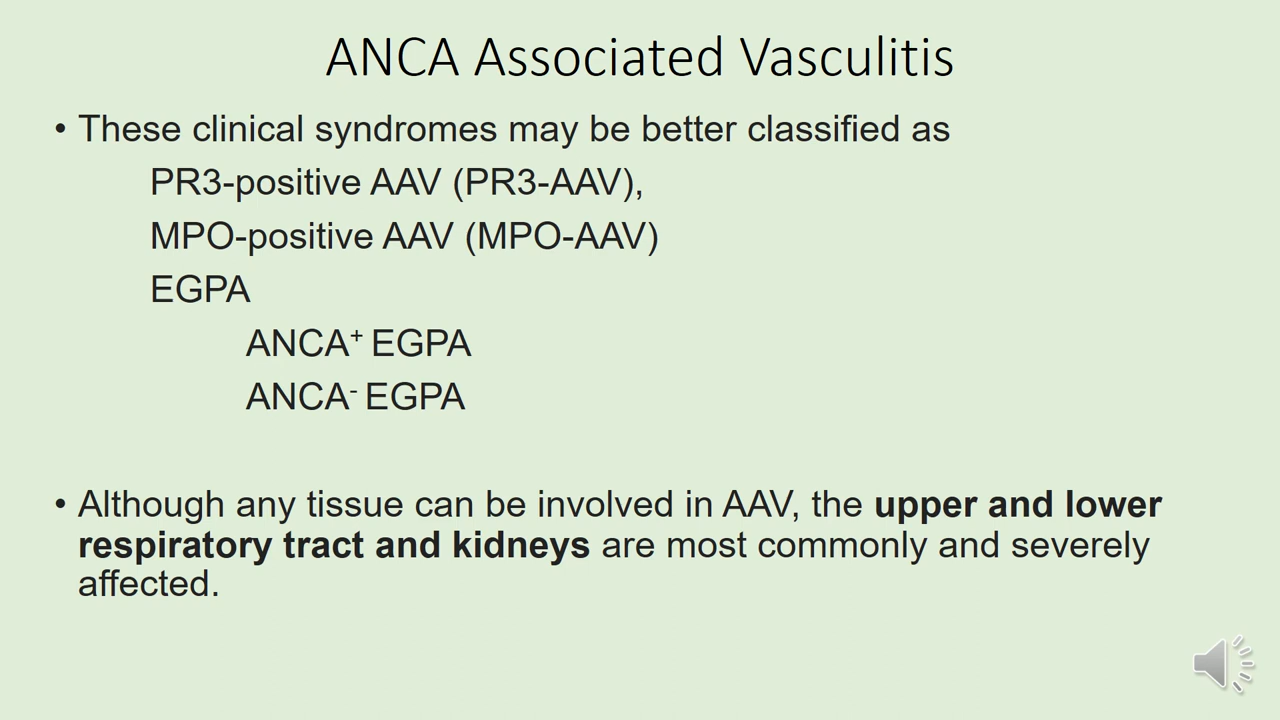 ANCA Associated Vasculitis
• These clinical syndromes may be better classified as
PR3-positive AAV (PR3-AAV),
MPO-positive AAV (MPO-AAV)
EGPA
ANCA⁺ EGPA
ANCA⁻ EGPA
• Although any tissue can be involved in AAV, the upper and lower
respiratory tract and kidneys are most commonly and severely
affected.